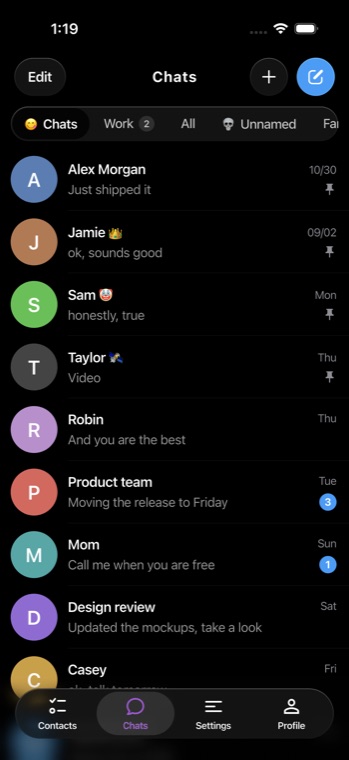 1:19
Edit
Chats
😋 Chats
Work 2
All
💀 Unnamed
A
Alex Morgan
10/30
Just shipped it
J
Jamie 👑
09/02
ok, sounds good
S
Sam 🤡
Mon
honestly, true
T
Taylor 🛰️
Thu
Video
R
Robin
Thu
And you are the best
P
Product team
Tue
Moving the release to Friday
3
M
Mom
Sun
Call me when you are free
1
D
Design review
Sat
Updated the mockups, take a look
C
Casey
Fri
Contacts
Chats
Settings
Profile